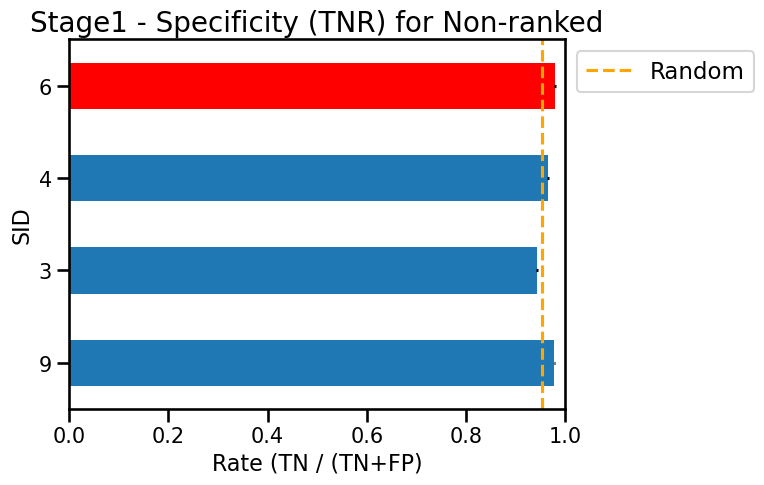 Stage1 - Specificity (TNR) for Non-ranked
Random
SID
6
4
3
9
0.0 0.2 0.4 0.6 0.8 1.0
Rate (TN / (TN+FP)